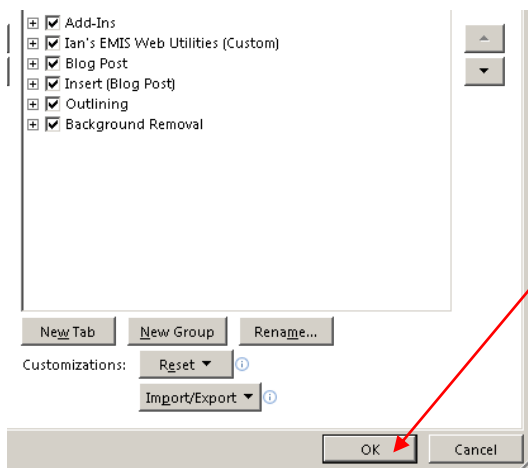 Add-Ins
Ian's EMIS Web Utilities (Custom)
Blog Post
Insert (Blog Post)
Outlining
Background Removal
New Tab New Group Rename...
Customizations: Reset
Import/Export
OK Cancel